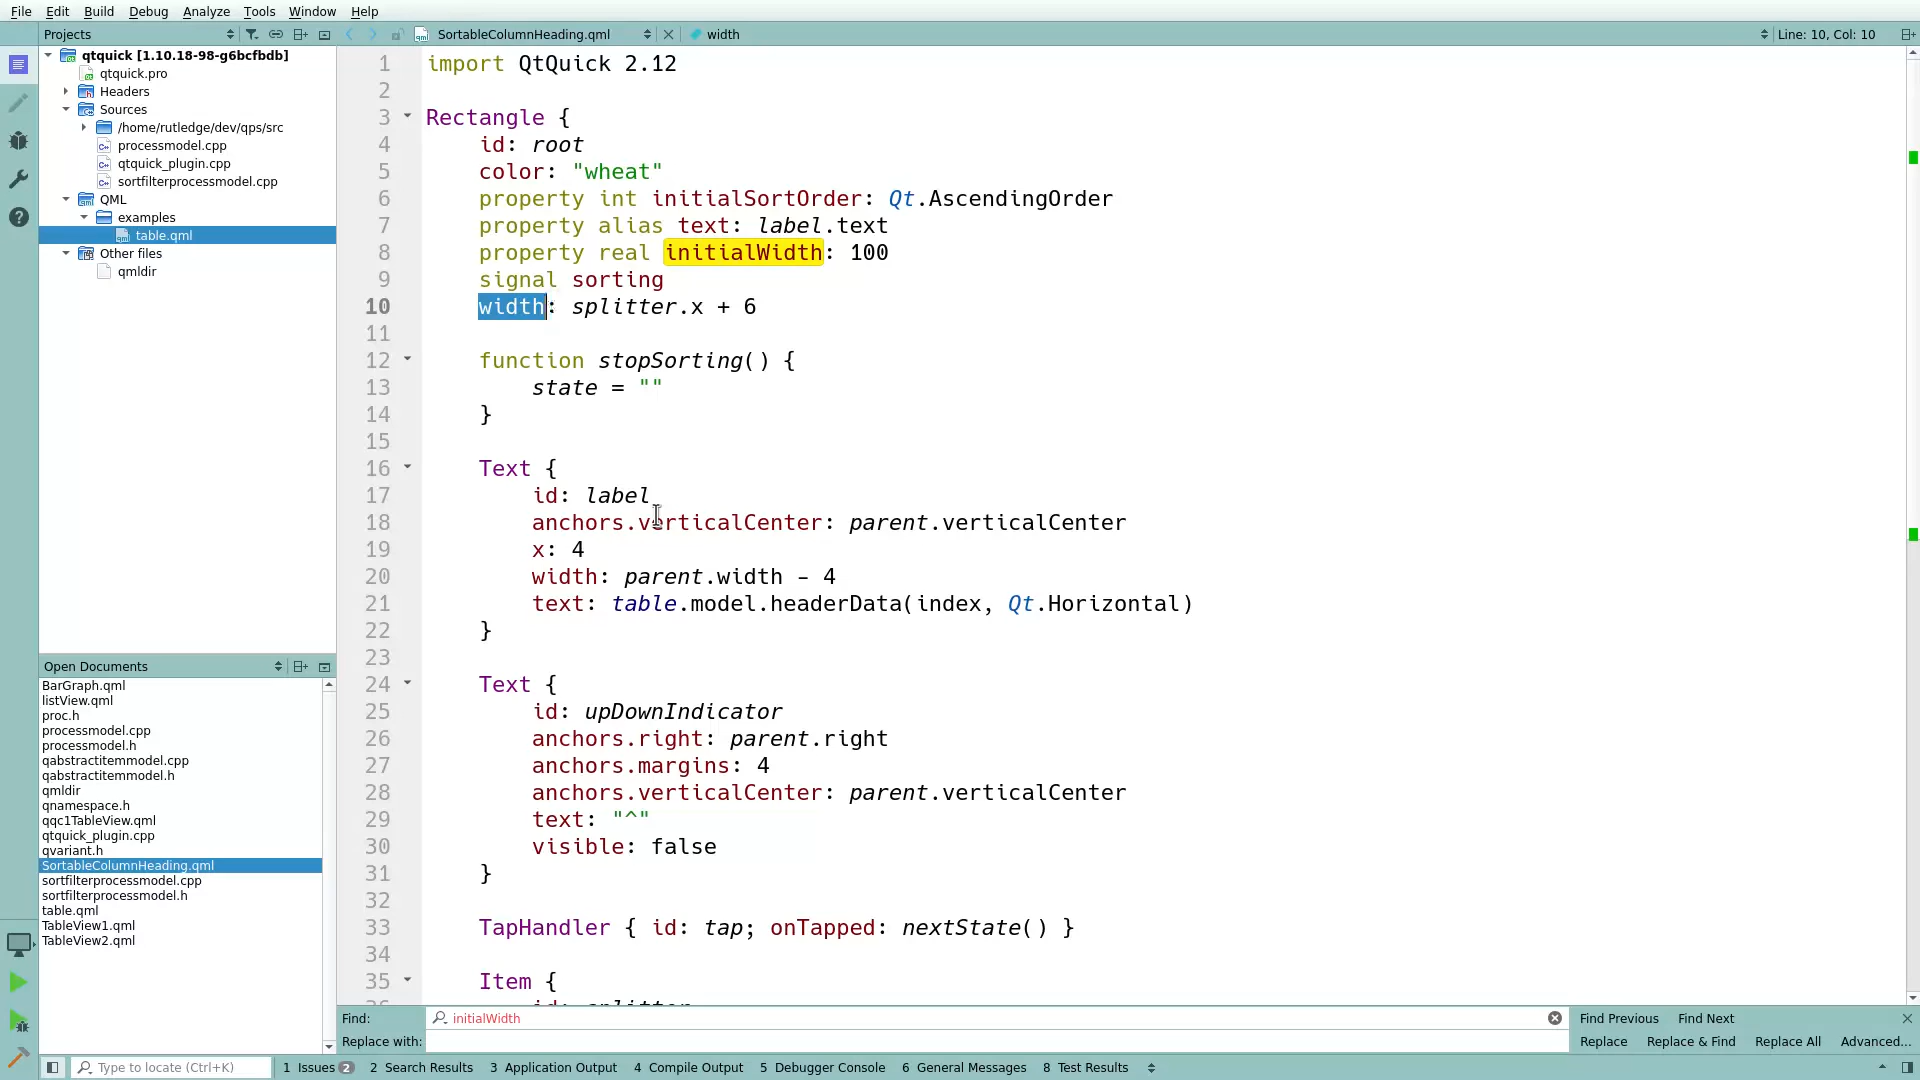 File Edit Build Debug Analyze Tools Window Help
Projects
SortableColumnHeading.qml
width
Line: 10, Col: 10
qtquick [1.10.18-98-g6bcfbdb]
qtquick.pro
Headers
Sources
/home/rutledge/dev/qps/src
processmodel.cpp
qtquick_plugin.cpp
sortfilterprocessmodel.cpp
QML
examples
table.qml
Other files
qmldir
Open Documents
BarGraph.qml
listView.qml
proc.h
processmodel.cpp
processmodel.h
qabstractitemmodel.cpp
qabstractitemmodel.h
qmldir
qnamespace.h
qqc1TableView.qml
qtquick_plugin.cpp
qvariant.h
SortableColumnHeading.qml
sortfilterprocessmodel.cpp
sortfilterprocessmodel.h
table.qml
TableView1.qml
TableView2.qml
1 import QtQuick 2.12
2
3 Rectangle {
4 id: root
5 color: "wheat"
6 property int initialSortOrder: Qt.AscendingOrder
7 property alias text: label.text
8 property real initialWidth: 100
9 signal sorting
10 width: splitter.x + 6
11
12 function stopSorting() {
13 state = ""
14 }
15
16 Text {
17 id: label
18 anchors.verticalCenter: parent.verticalCenter
19 x: 4
20 width: parent.width - 4
21 text: table.model.headerData(index, Qt.Horizontal)
22 }
23
24 Text {
25 id: upDownIndicator
26 anchors.right: parent.right
27 anchors.margins: 4
28 anchors.verticalCenter: parent.verticalCenter
29 text: "^"
30 visible: false
31 }
32
33 TapHandler { id: tap; onTapped: nextState() }
34
35 Item {
36 id: splitter
Find: initialWidth
Find Previous Find Next
Replace with:
Replace Replace & Find Replace All Advanced...
Type to locate (Ctrl+K)
1 Issues 2
2 Search Results
3 Application Output
4 Compile Output
5 Debugger Console
6 General Messages
8 Test Results